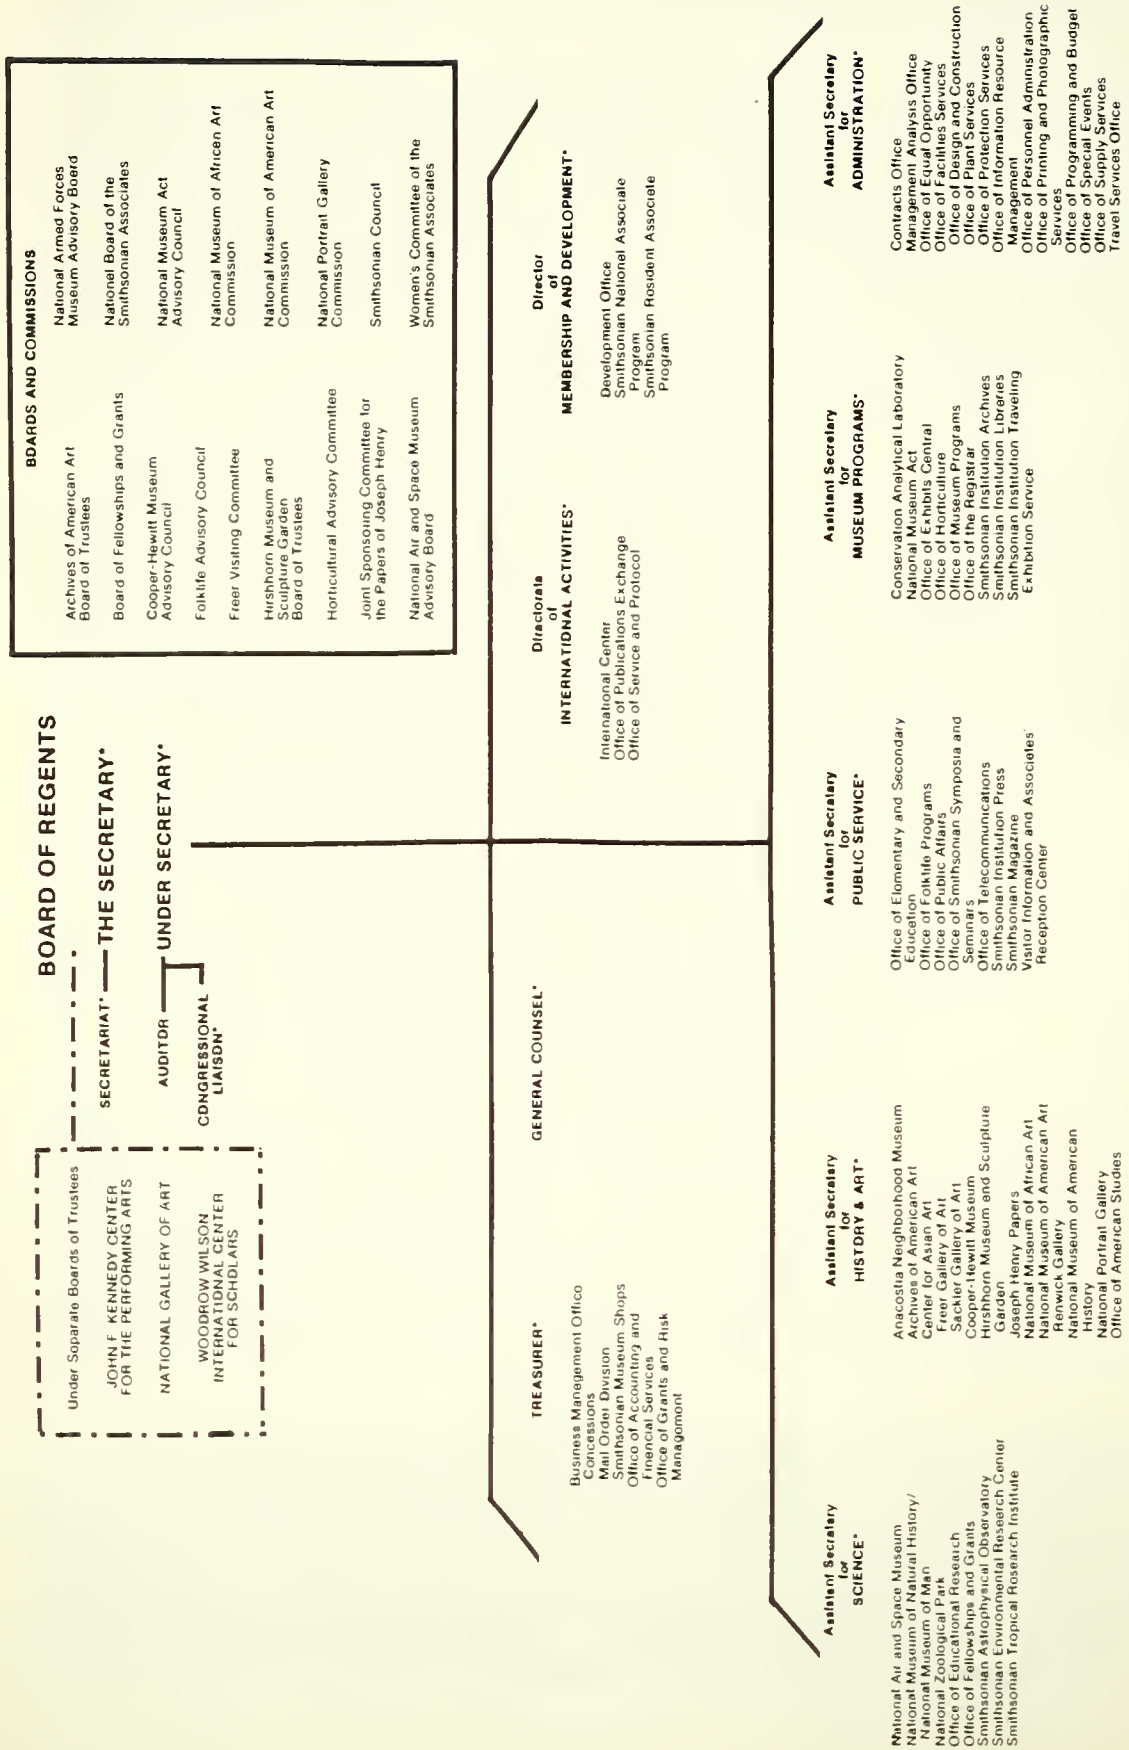 BOARD OF REGENTS
SECRETARIAT*
THE SECRETARY*
AUDITOR
UNDER SECRETARY*
CONGRESSIONAL
LIAISON*
Under Separate Boards of Trustees
JOHN F KENNEDY CENTER
FOR THE PERFORMING ARTS
NATIONAL GALLERY OF ART
WOODROW WILSON
INTERNATIONAL CENTER
FOR SCHOLARS
BOARDS AND COMMISSIONS
Archives of American Art
Board of Trustees
Board of Fellowships and Grants
Cooper-Hewitt Museum
Advisory Council
Folklife Advisory Council
Freer Visiting Committee
Hirshhorn Museum and
Sculpture Garden
Board of Trustees
Horticultural Advisory Committee
Joint Sponsoring Committee for
the Papers of Joseph Henry
National Air and Space Museum
Advisory Board
National Armed Forces
Museum Advisory Board
National Board of the
Smithsonian Associates
National Museum Act
Advisory Council
National Museum of African Art
Commission
National Museum of American Art
Commission
National Portrait Gallery
Commission
Smithsonian Council
Women's Committee of the
Smithsonian Associates
TREASURER*
Business Management Office
Concessions
Mail Order Division
Smithsonian Museum Shops
Office of Accounting and
Financial Services
Office of Grants and Risk
Management
GENERAL COUNSEL*
Directorate
of
INTERNATIONAL ACTIVITIES*
International Center
Office of Publications Exchange
Office of Service and Protocol
Director
of
MEMBERSHIP AND DEVELOPMENT*
Development Office
Smithsonian National Associate
Program
Smithsonian Resident Associate
Program
Assistant Secretary
for
SCIENCE*
National Air and Space Museum
National Museum of Natural History/
National Museum of Man
National Zoological Park
Office of Educational Research
Office of Fellowships and Grants
Smithsonian Astrophysical Observatory
Smithsonian Environmental Research Center
Smithsonian Tropical Research Institute
Assistant Secretary
for
HISTORY & ART*
Anacostia Neighborhood Museum
Archives of American Art
Center for Asian Art
Freer Gallery of Art
Sackler Gallery of Art
Cooper-Hewitt Museum
Hirshhorn Museum and Sculpture
Garden
Joseph Henry Papers
National Museum of African Art
National Museum of American Art
Renwick Gallery
National Museum of American
History
National Portrait Gallery
Office of American Studies
Assistant Secretary
for
PUBLIC SERVICE*
Office of Elementary and Secondary
Education
Office of Folklife Programs
Office of Public Affairs
Office of Smithsonian Symposia and
Seminars
Office of Telecommunications
Smithsonian Institution Press
Smithsonian Magazine
Visitor Information and Associates'
Reception Center
Assistant Secretary
for
MUSEUM PROGRAMS*
Conservation Analytical Laboratory
National Museum Act
Office of Exhibits Central
Office of Horticulture
Office of Museum Programs
Office of the Registrar
Smithsonian Institution Archives
Smithsonian Institution Libraries
Smithsonian Institution Traveling
Exhibition Service
Assistant Secretary
for
ADMINISTRATION*
Contracts Office
Management Analysis Office
Office of Equal Opportunity
Office of Facilities Services
Office of Design and Construction
Office of Plant Services
Office of Protection Services
Office of Information Resource
Management
Office of Personnel Administration
Office of Printing and Photographic
Services
Office of Programming and Budget
Office of Special Events
Office of Supply Services
Travel Services Office